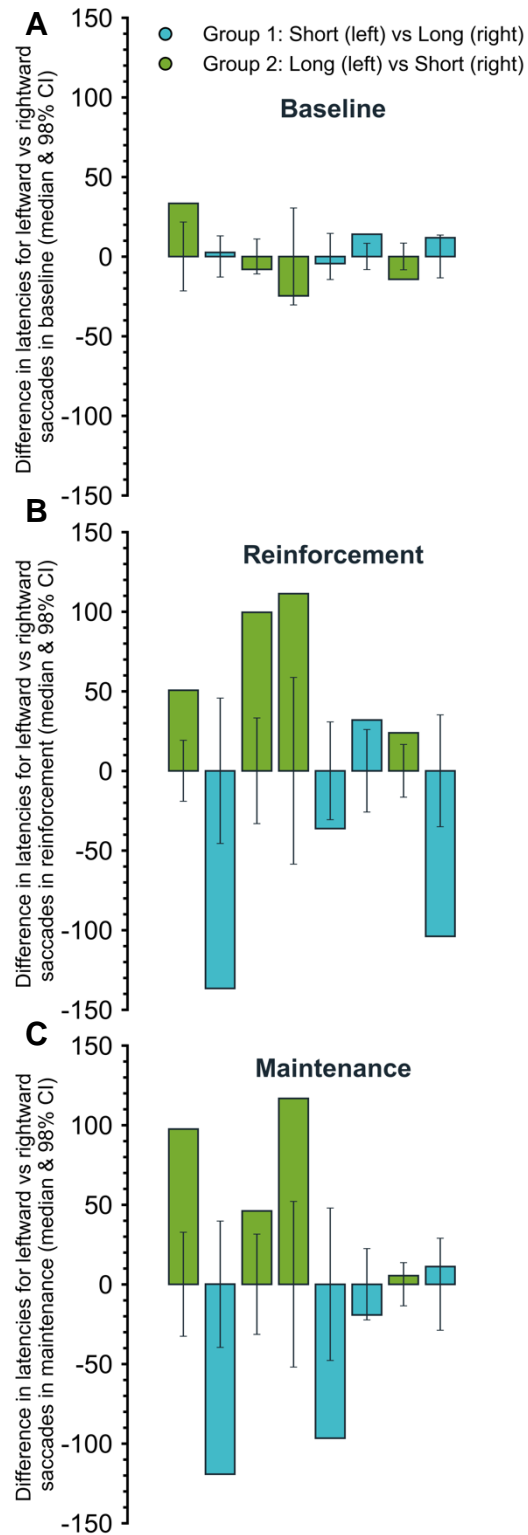 A
Group 1: Short (left) vs Long (right)
Group 2: Long (left) vs Short (right)
Baseline
Difference in latencies for leftward vs rightward
saccades in baseline (median & 98% CI)
150
100
50
0
-50
-100
-150
B
Reinforcement
Difference in latencies for leftward vs rightward
saccades in reinforcement (median & 98% CI)
150
100
50
0
-50
-100
-150
C
Maintenance
Difference in latencies for leftward vs rightward
saccades in maintenance (median & 98% CI)
150
100
50
0
-50
-100
-150